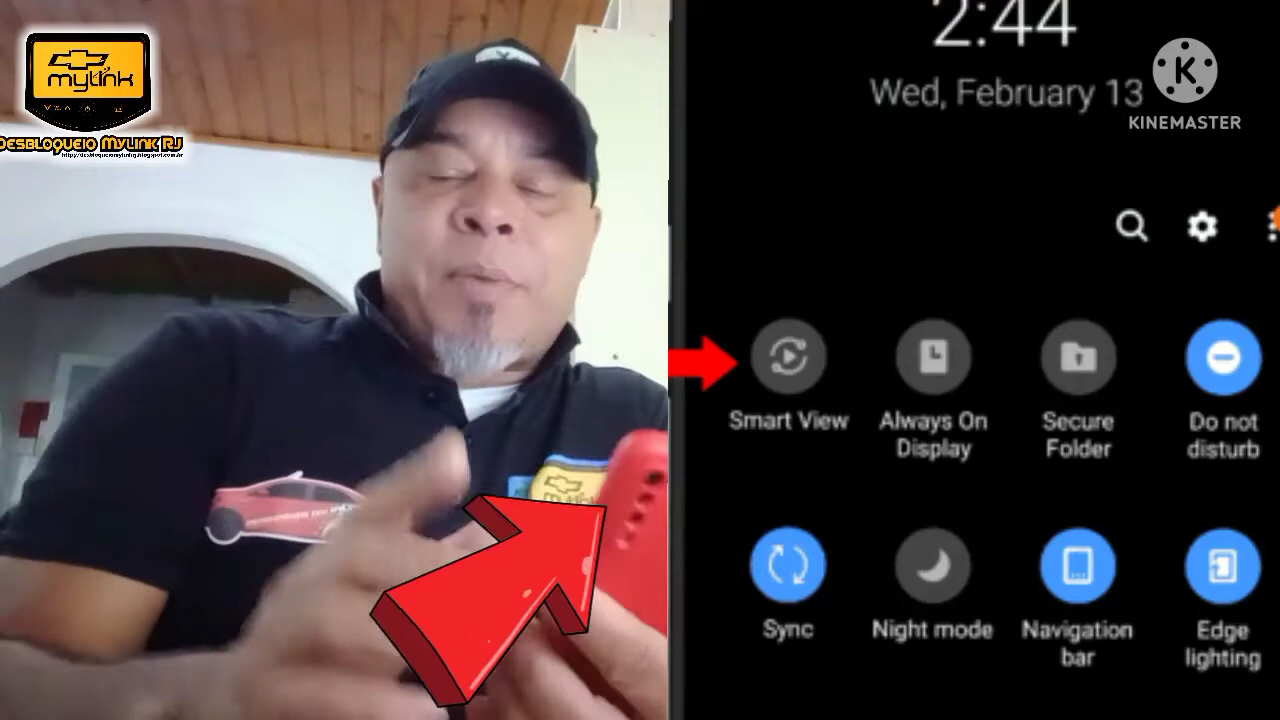 mylink
DESBLOQUEIO MYLINK RJ
2:44
Wed, February 13
KINEMASTER
Smart View
Always On
Display
Secure
Folder
Do not
disturb
Sync
Night mode
Navigation
bar
Edge
lighting